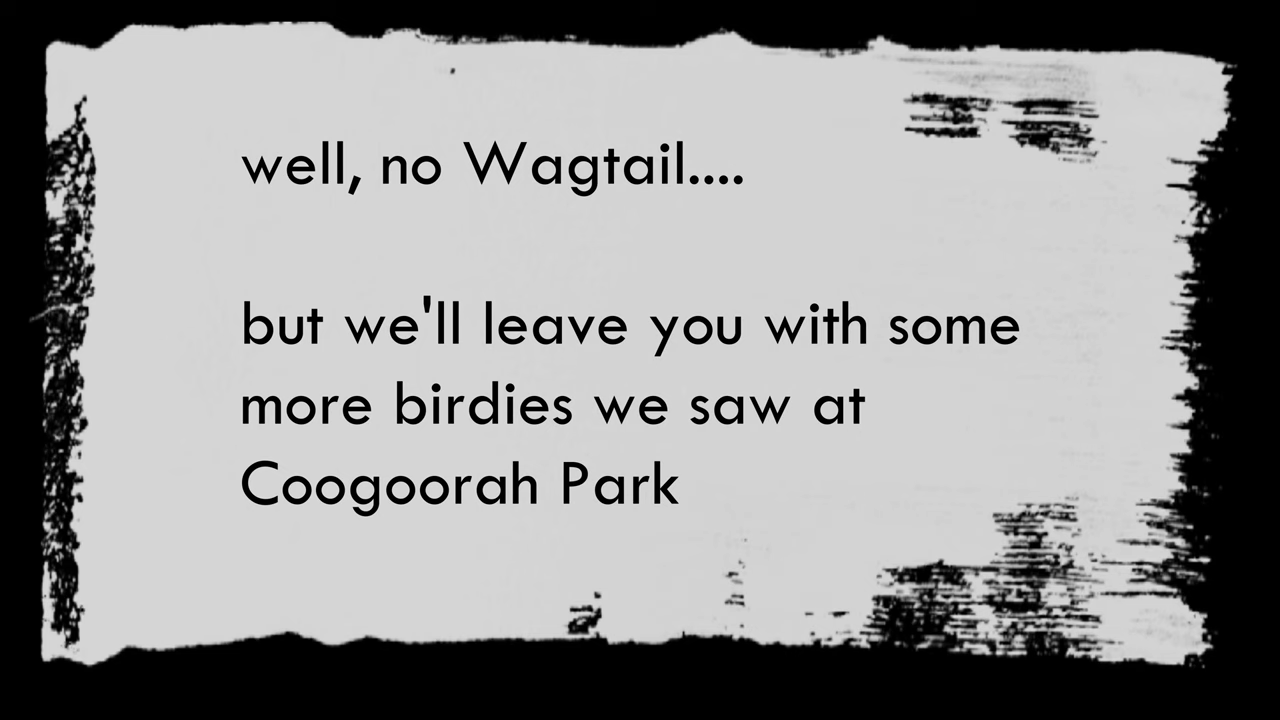 well, no Wagtail....
but we'll leave you with some
more birdies we saw at
Coogoorah Park